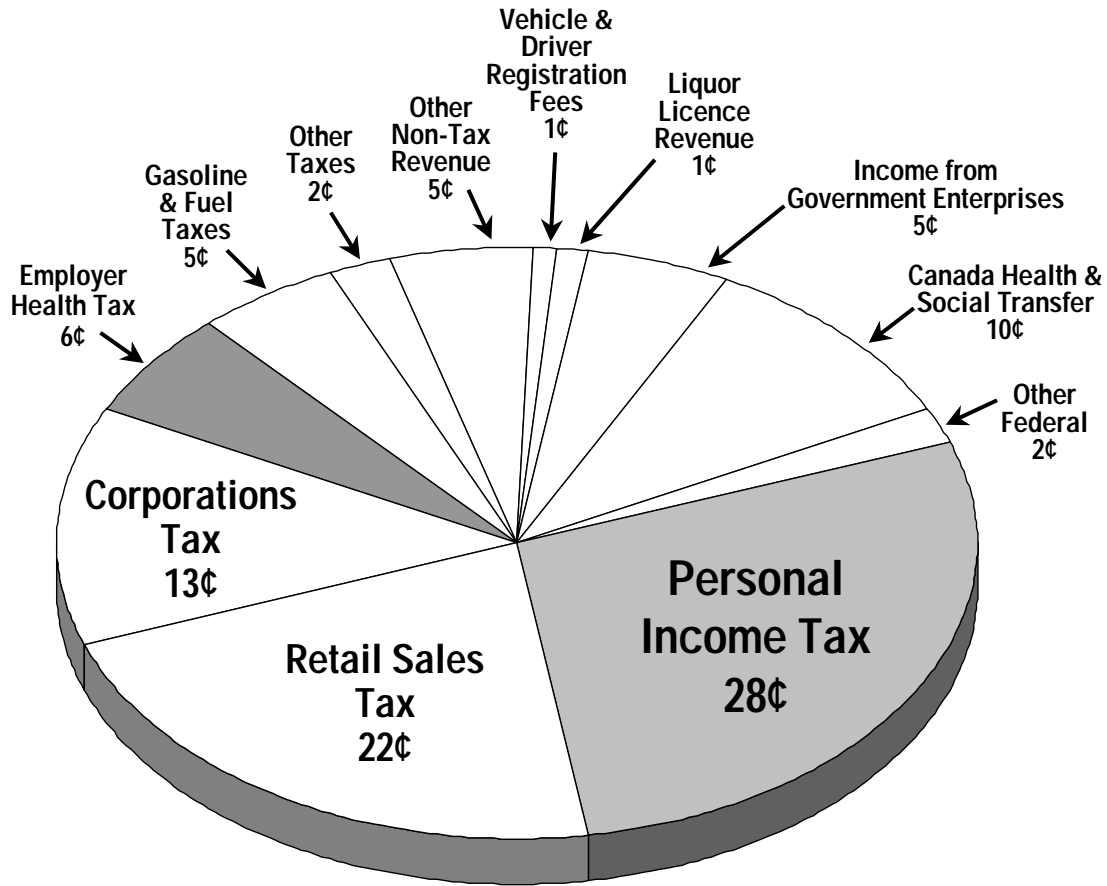 Vehicle &
Driver
Registration
Fees
1¢
Liquor
Licence
Revenue
1¢
Other
Non-Tax
Revenue
5¢
Other
Taxes
2¢
Gasoline
& Fuel
Taxes
5¢
Income from
Government Enterprises
5¢
Employer
Health Tax
6¢
Canada Health &
Social Transfer
10¢
Other
Federal
2¢
Corporations
Tax
13¢
Personal
Income Tax
28¢
Retail Sales
Tax
22¢